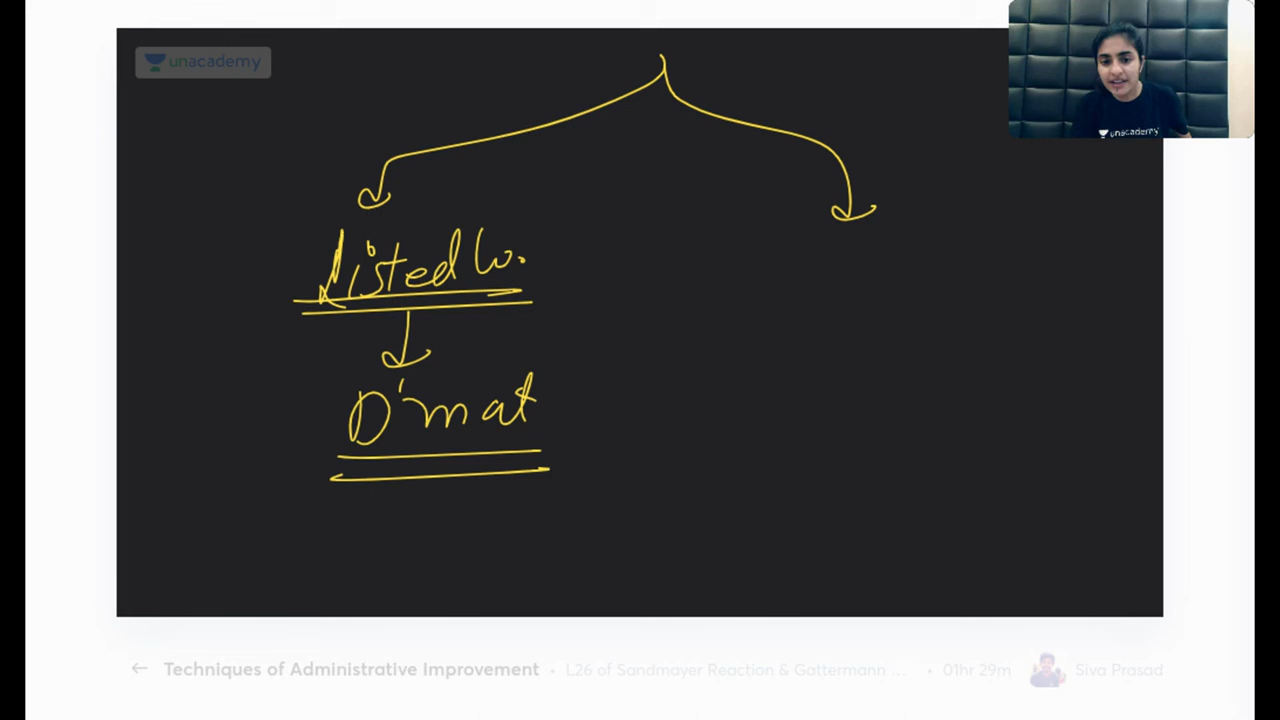 unacademy
unacademy
Listed Co.
D'mat
← Techniques of Administrative Improvement • L26 of Sandmayer Reaction & Gattermann ... • 01hr 29m Siva Prasad